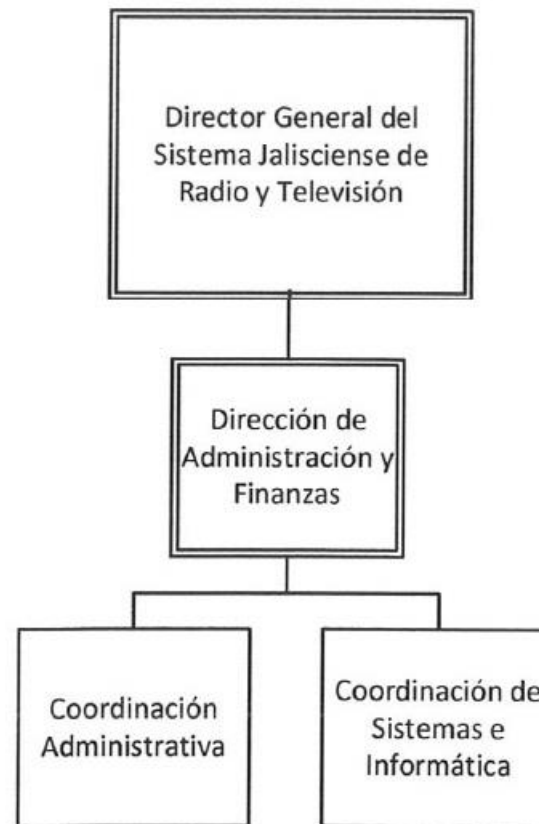 Director General del
Sistema Jalisciense de
Radio y Televisión
Dirección de
Administración y
Finanzas
Coordinación
Administrativa
Coordinación de
Sistemas e
Informática